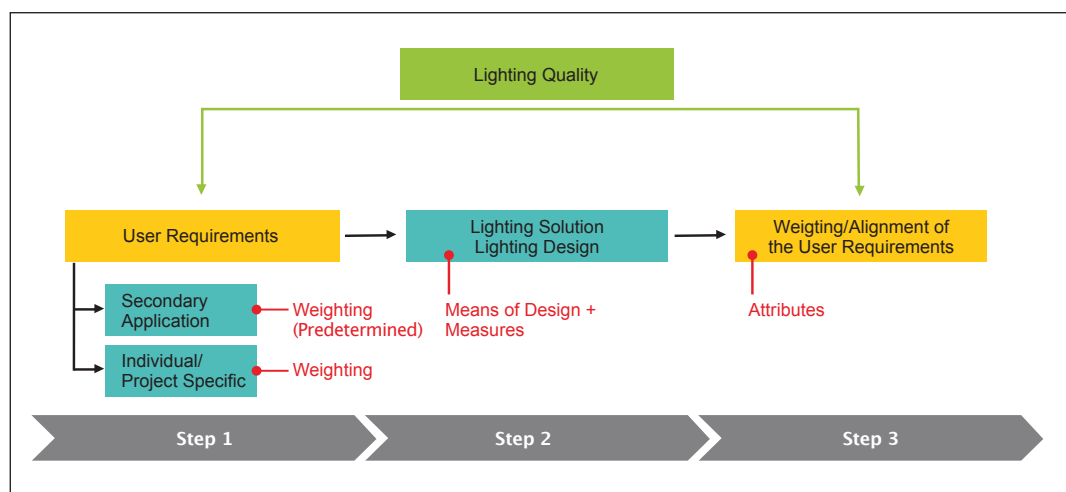 Lighting Quality
User Requirements
Lighting Solution
Lighting Design
Weigting/Alignment of
the User Requirements
Secondary
Application
Weighting
(Predetermined)
Means of Design +
Measures
Attributes
Individual/
Project Specific
Weighting
Step 1
Step 2
Step 3